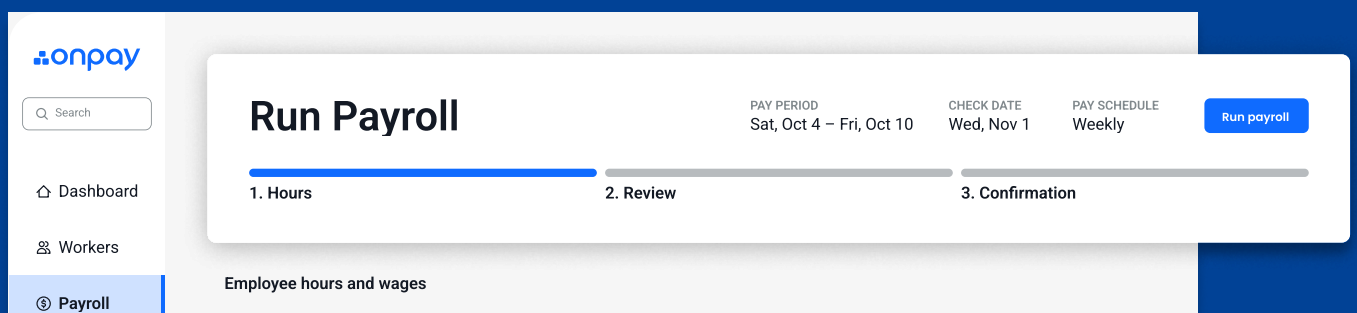 onpay
Search
Dashboard
Workers
Payroll
Run Payroll
PAY PERIOD
Sat, Oct 4 – Fri, Oct 10
CHECK DATE
Wed, Nov 1
PAY SCHEDULE
Weekly
Run payroll
1. Hours
2. Review
3. Confirmation
Employee hours and wages